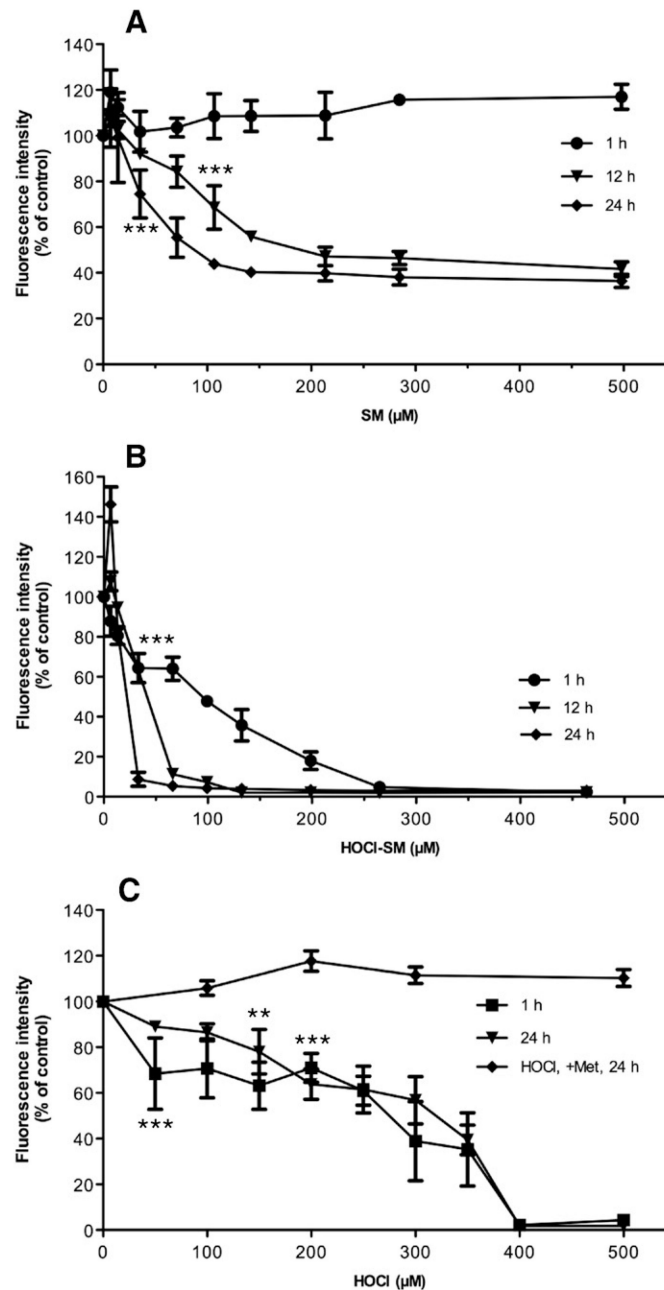 A
140
120
100
80
60
40
20
0
Fluorescence intensity
(% of control)
***
***
1 h
12 h
24 h
0
100
200
300
400
500
SM (µM)
B
160
140
120
100
80
60
40
20
0
Fluorescence intensity
(% of control)
***
1 h
12 h
24 h
0
100
200
300
400
500
HOCl-SM (µM)
C
140
120
100
80
60
40
20
0
Fluorescence intensity
(% of control)
**
***
***
1 h
24 h
HOCl, +Met, 24 h
0
100
200
300
400
500
HOCl (µM)